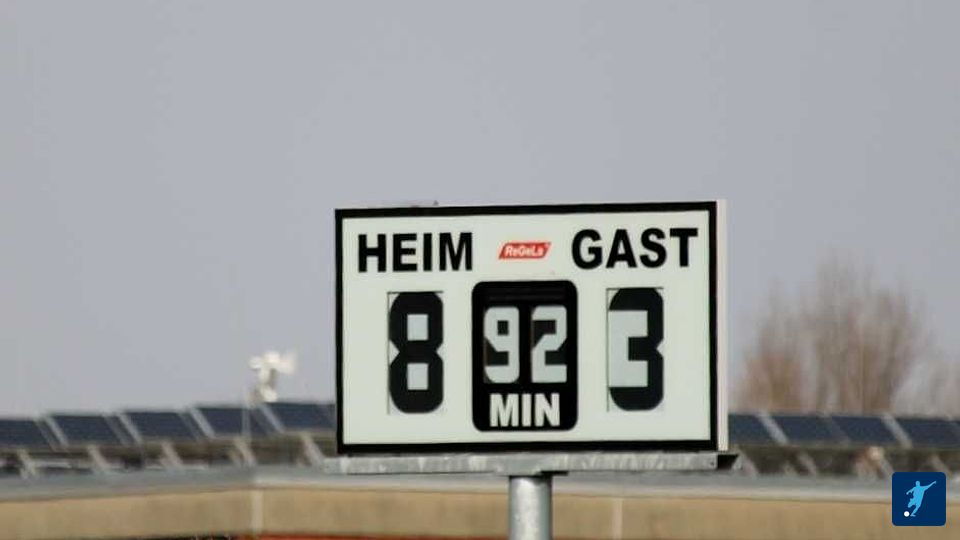 HEIM ReGeLa GAST
8 92 3
MIN